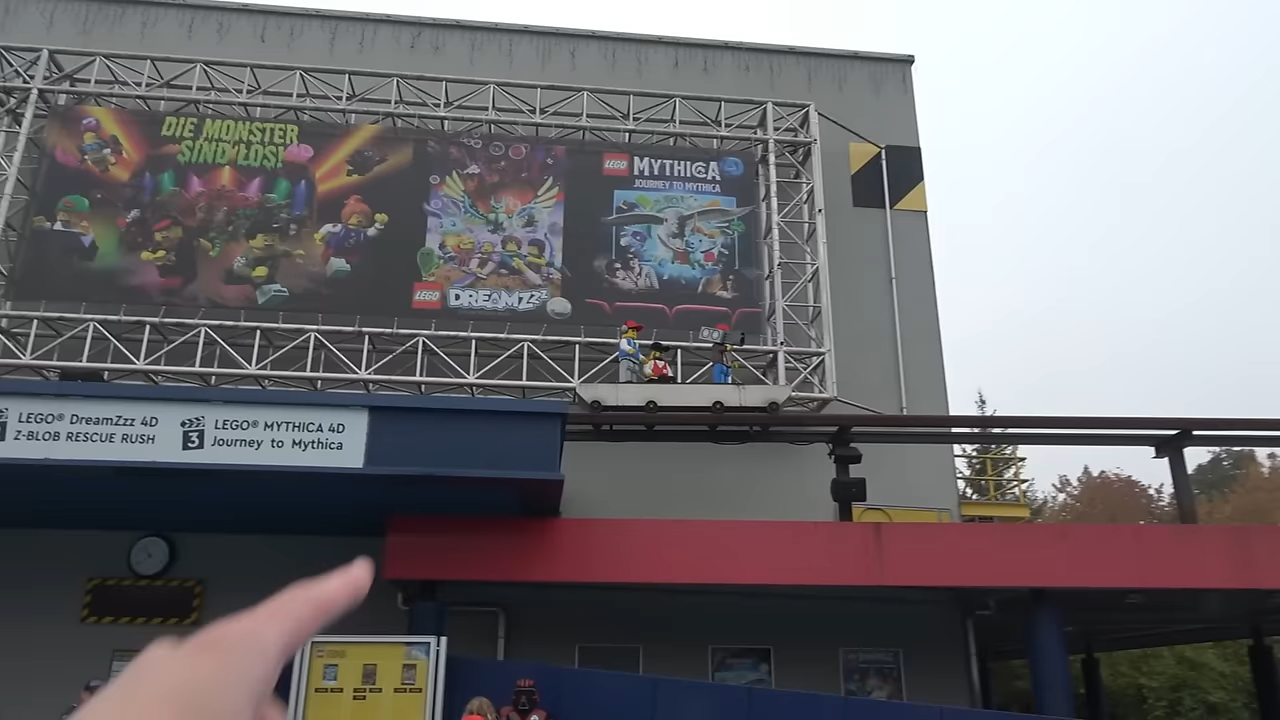 DIE MONSTER
SIND LOS!
LEGO
DREAMZzz
LEGO
MYTHICA
JOURNEY TO MYTHICA
LEGO® DreamZzz 4D
Z-BLOB RESCUE RUSH
3
LEGO® MYTHICA 4D
Journey to Mythica